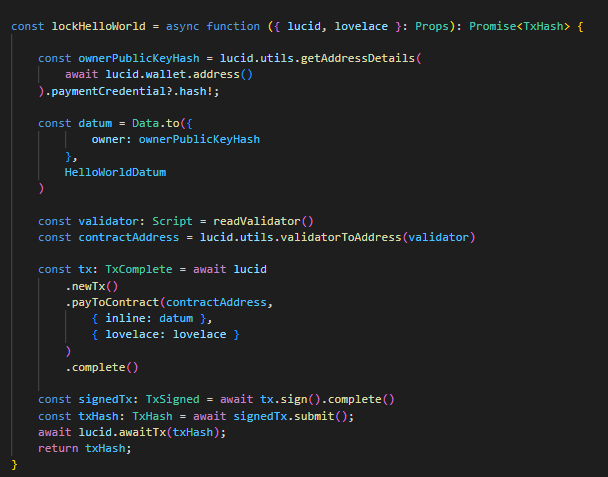 const lockHelloWorld = async function ({ lucid, lovelace }: Props): Promise<TxHash> {
const ownerPublicKeyHash = lucid.utils.getAddressDetails(
await lucid.wallet.address()
).paymentCredential?.hash!;
const datum = Data.to({
owner: ownerPublicKeyHash
},
HelloWorldDatum
)
const validator: Script = readValidator()
const contractAddress = lucid.utils.validatorToAddress(validator)
const tx: TxComplete = await lucid
.newTx()
.payToContract(contractAddress,
{ inline: datum },
{ lovelace: lovelace }
)
.complete()
const signedTx: TxSigned = await tx.sign().complete()
const txHash: TxHash = await signedTx.submit();
await lucid.awaitTx(txHash);
return txHash;
}